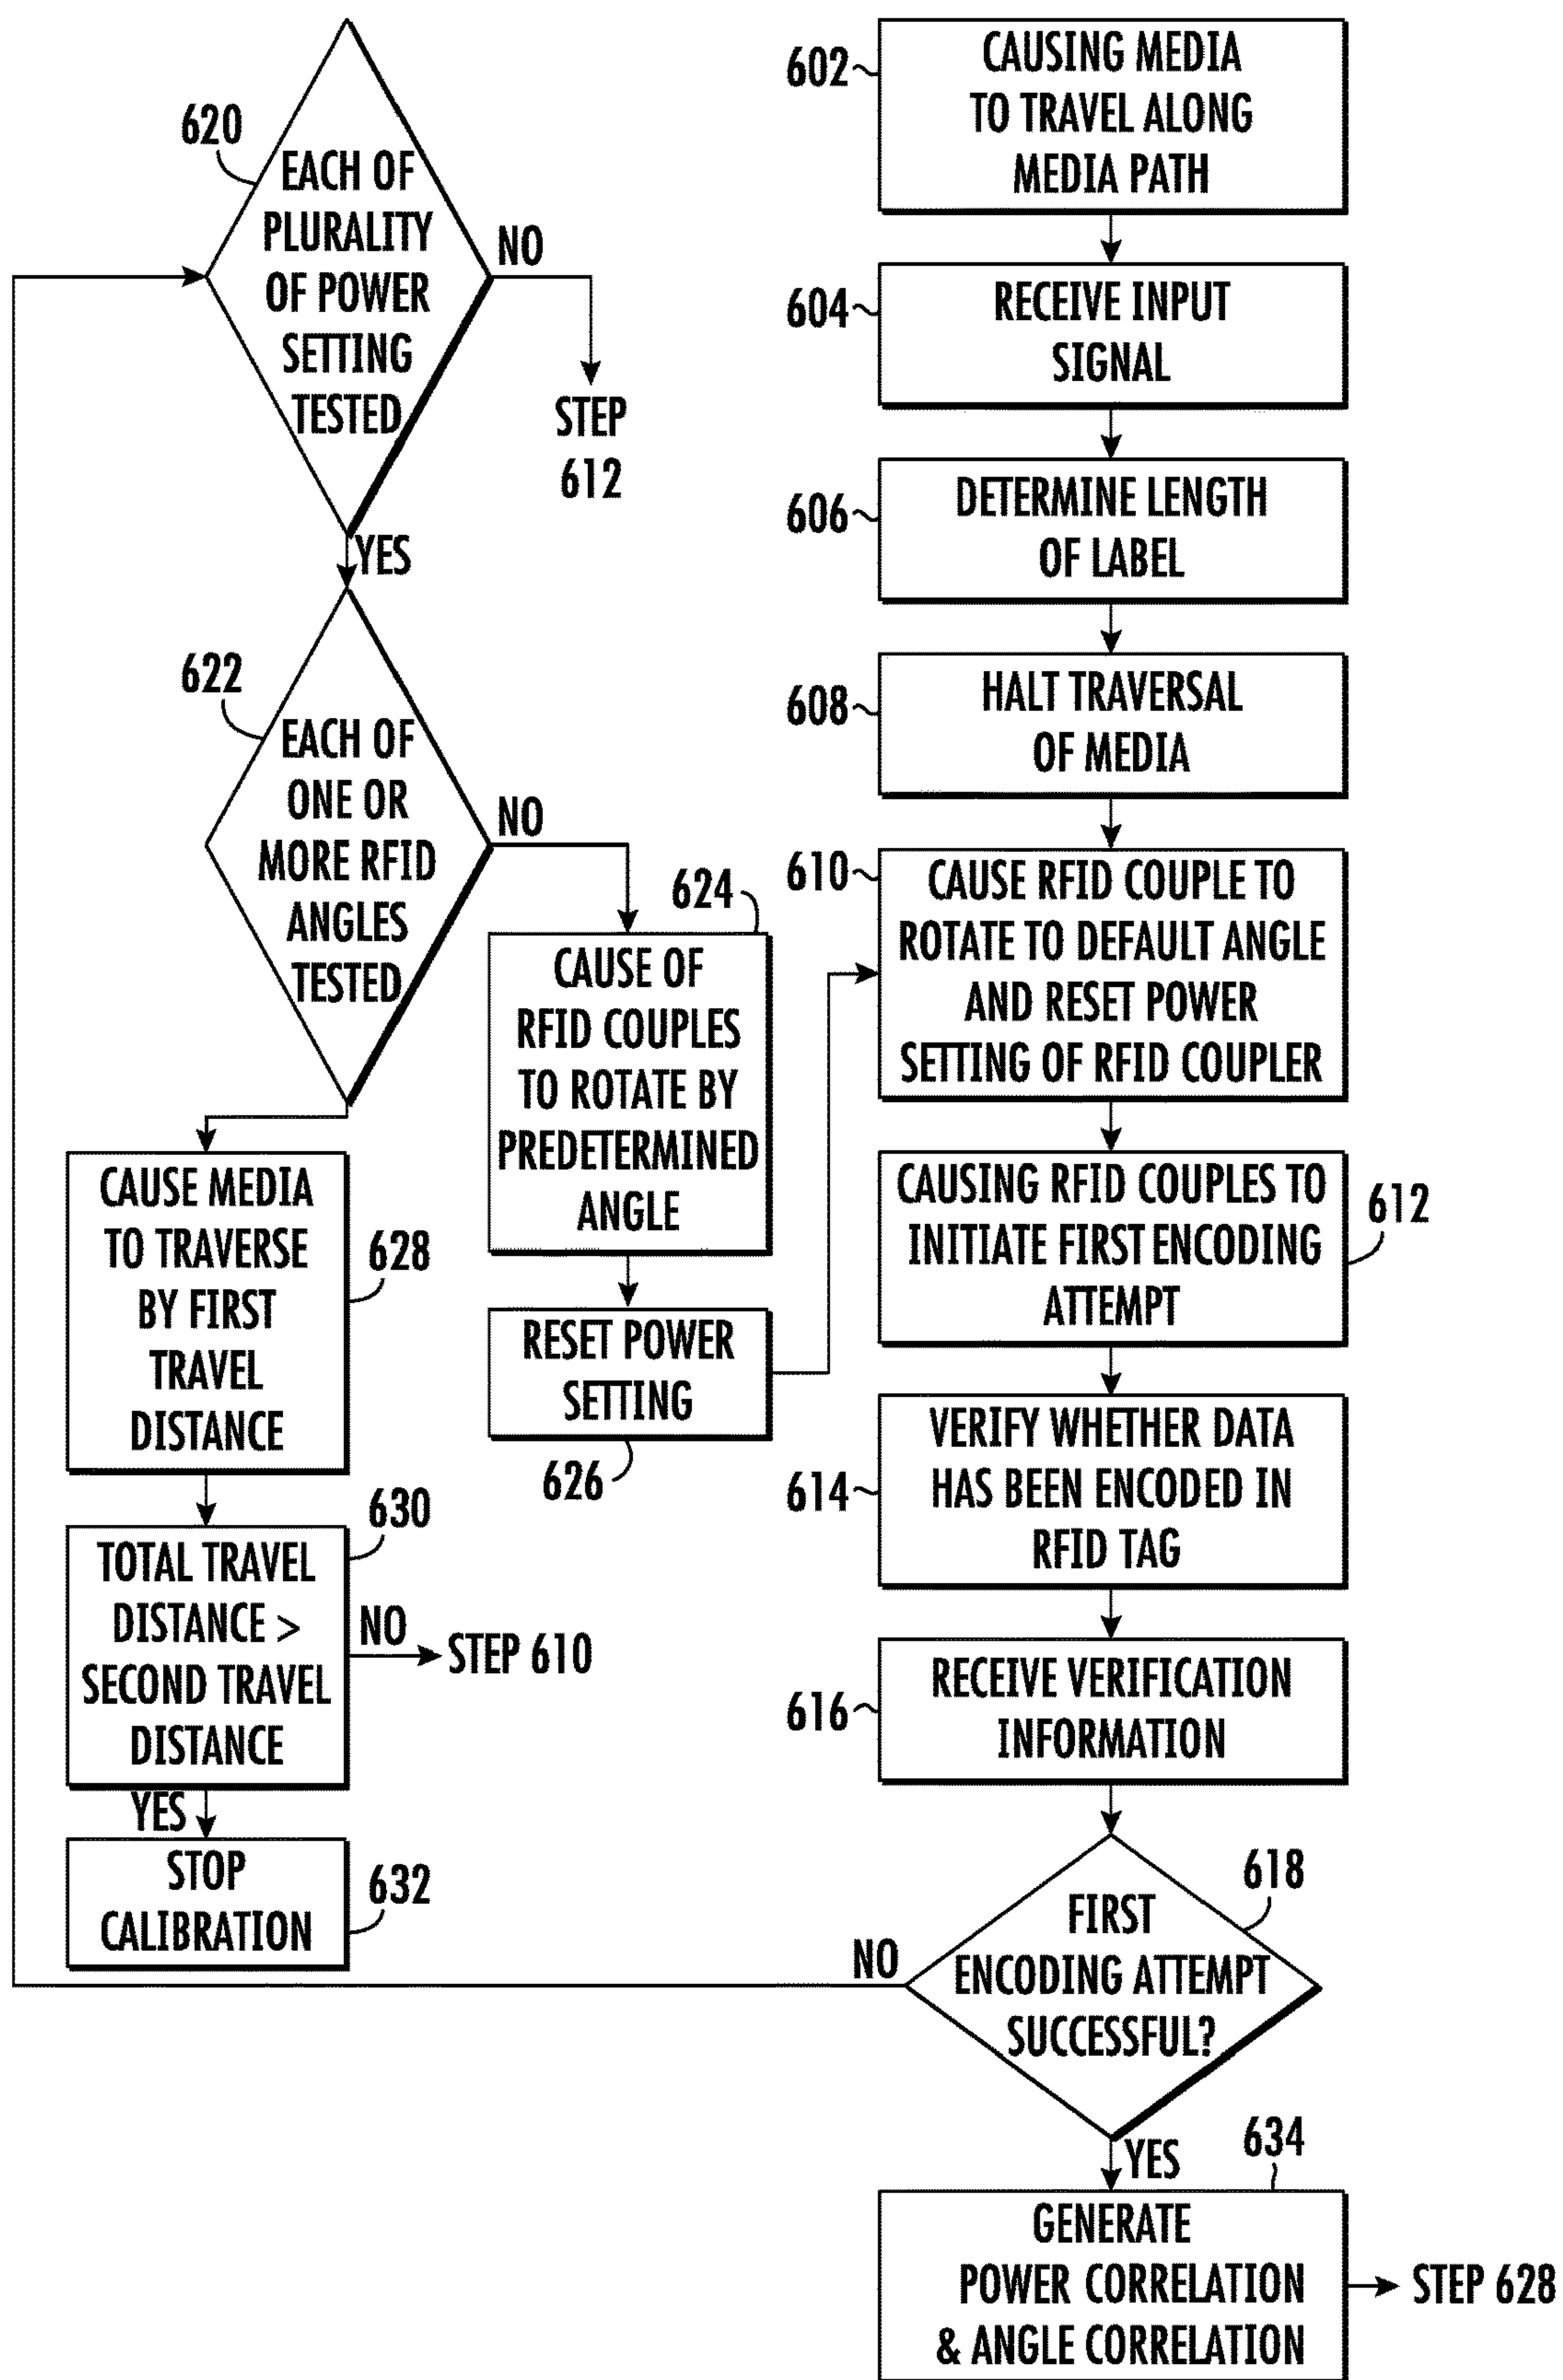 620
EACH OF
PLURALITY
OF POWER
SETTING
TESTED
NO
STEP
612
YES
622
EACH OF
ONE OR
MORE RFID
ANGLES
TESTED
NO
624
CAUSE OF
RFID COUPLES
TO ROTATE BY
PREDETERMINED
ANGLE
RESET POWER
SETTING
626
CAUSE MEDIA
TO TRAVERSE
BY FIRST
TRAVEL
DISTANCE
628
630
TOTAL TRAVEL
DISTANCE >
SECOND TRAVEL
DISTANCE
NO
STEP 610
YES
STOP
CALIBRATION
632
602
CAUSING MEDIA
TO TRAVEL ALONG
MEDIA PATH
604
RECEIVE INPUT
SIGNAL
606
DETERMINE LENGTH
OF LABEL
608
HALT TRAVERSAL
OF MEDIA
610
CAUSE RFID COUPLE TO
ROTATE TO DEFAULT ANGLE
AND RESET POWER
SETTING OF RFID COUPLER
CAUSING RFID COUPLES TO
INITIATE FIRST ENCODING
ATTEMPT
612
614
VERIFY WHETHER DATA
HAS BEEN ENCODED IN
RFID TAG
616
RECEIVE VERIFICATION
INFORMATION
618
FIRST
ENCODING ATTEMPT
SUCCESSFUL?
NO
YES
634
GENERATE
POWER CORRELATION
& ANGLE CORRELATION
STEP 628